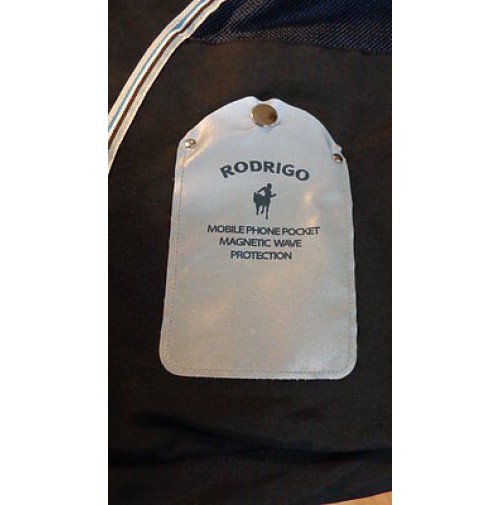 RODRIGO
MOBILE PHONE POCKET
MAGNETIC WAVE
PROTECTION